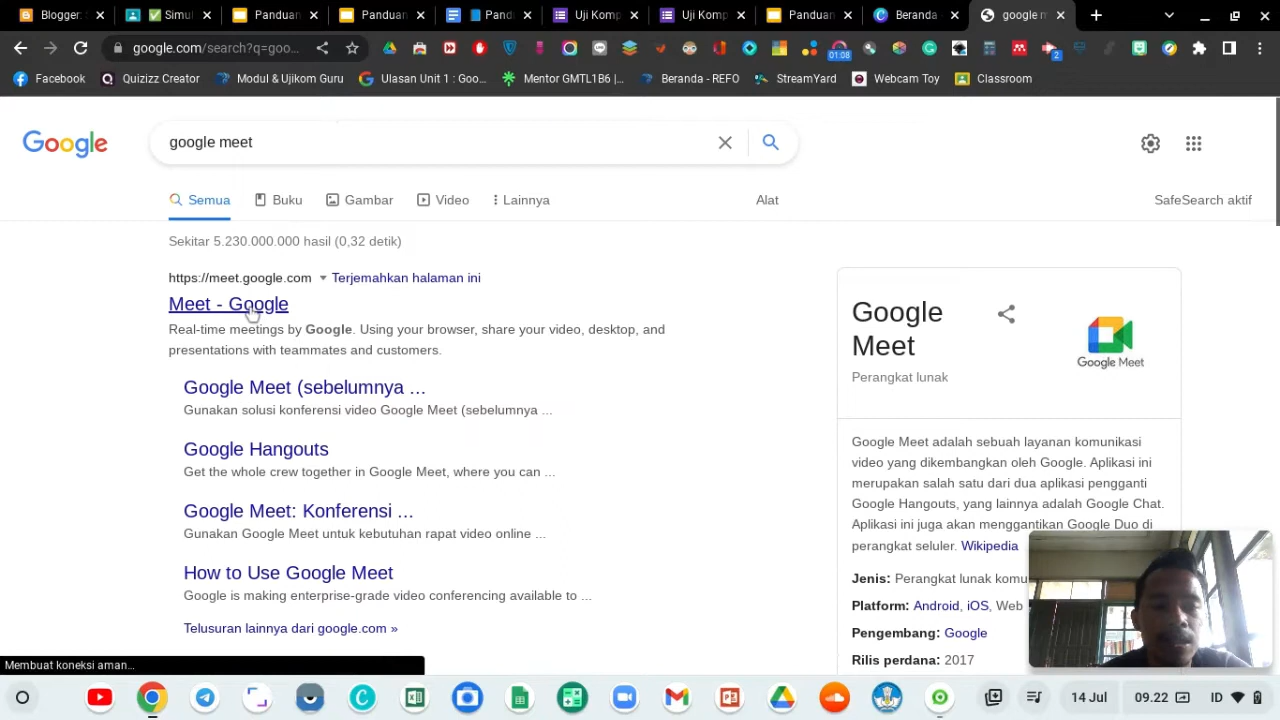 Blogger:
Simul
Panduan
Panduan
Pand
Uji Komp
Uji Komp
Panduan
Beranda -
google m
google.com/search?q=goo...
01:08
2
Facebook
Quizizz Creator
Modul & Ujikom Guru
Ulasan Unit 1 : Goo...
Mentor GMTL1B6 |...
Beranda - REFO
StreamYard
Webcam Toy
Classroom
Google
google meet
Semua
Buku
Gambar
Video
Lainnya
Alat
SafeSearch aktif
Sekitar 5.230.000.000 hasil (0,32 detik)
https://meet.google.com
Terjemahkan halaman ini
Meet - Google
Real-time meetings by Google. Using your browser, share your video, desktop, and
presentations with teammates and customers.
Google Meet (sebelumnya ...
Gunakan solusi konferensi video Google Meet (sebelumnya ...
Google Hangouts
Get the whole crew together in Google Meet, where you can ...
Google Meet: Konferensi ...
Gunakan Google Meet untuk kebutuhan rapat video online ...
How to Use Google Meet
Google is making enterprise-grade video conferencing available to ...
Telusuran lainnya dari google.com »
Google
Meet
Perangkat lunak
Google Meet
Google Meet adalah sebuah layanan komunikasi
video yang dikembangkan oleh Google. Aplikasi ini
merupakan salah satu dari dua aplikasi pengganti
Google Hangouts, yang lainnya adalah Google Chat.
Aplikasi ini juga akan menggantikan Google Duo di
perangkat seluler. Wikipedia
Jenis: Perangkat lunak komu
Platform: Android, iOS, Web
Pengembang: Google
Rilis perdana: 2017
Membuat koneksi aman...
14 Jul
09.22
ID